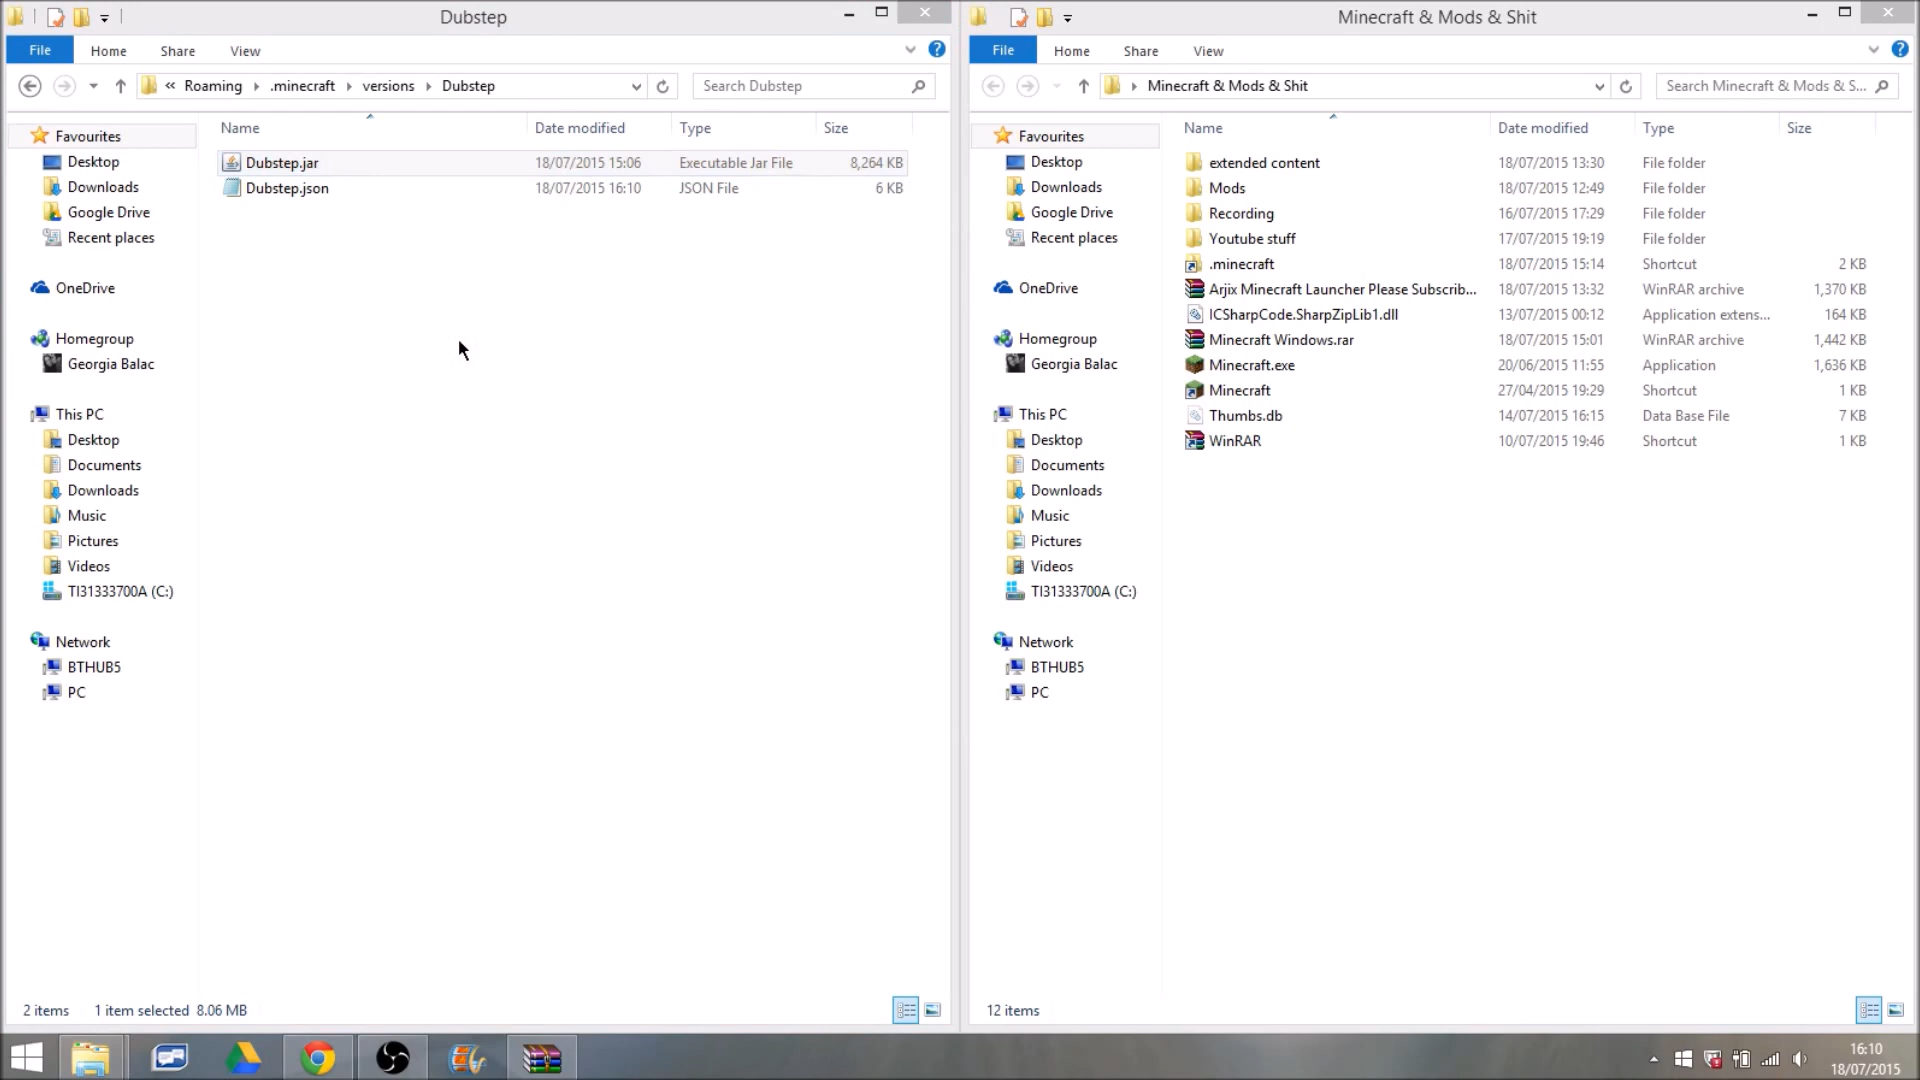 Dubstep
File Home Share View
« Roaming .minecraft versions Dubstep
Search Dubstep
Name Date modified Type Size
Dubstep.jar 18/07/2015 15:06 Executable Jar File 8,264 KB
Dubstep.json 18/07/2015 16:10 JSON File 6 KB
Favourites
Desktop
Downloads
Google Drive
Recent places
OneDrive
Homegroup
Georgia Balac
This PC
Desktop
Documents
Downloads
Music
Pictures
Videos
TI31333700A (C:)
Network
BTHUB5
PC
2 items 1 item selected 8.06 MB
Minecraft & Mods & Shit
File Home Share View
Minecraft & Mods & Shit
Search Minecraft & Mods & S...
Name Date modified Type Size
extended content 18/07/2015 13:30 File folder
Mods 18/07/2015 12:49 File folder
Recording 16/07/2015 17:29 File folder
Youtube stuff 17/07/2015 19:19 File folder
.minecraft 18/07/2015 15:14 Shortcut 2 KB
Arjix Minecraft Launcher Please Subscrib... 18/07/2015 13:32 WinRAR archive 1,370 KB
ICSharpCode.SharpZipLib1.dll 13/07/2015 00:12 Application extens... 164 KB
Minecraft Windows.rar 18/07/2015 15:01 WinRAR archive 1,442 KB
Minecraft.exe 20/06/2015 11:55 Application 1,636 KB
Minecraft 27/04/2015 19:29 Shortcut 1 KB
Thumbs.db 14/07/2015 16:15 Data Base File 7 KB
WinRAR 10/07/2015 19:46 Shortcut 1 KB
Favourites
Desktop
Downloads
Google Drive
Recent places
OneDrive
Homegroup
Georgia Balac
This PC
Desktop
Documents
Downloads
Music
Pictures
Videos
TI31333700A (C:)
Network
BTHUB5
PC
12 items
16:10
18/07/2015